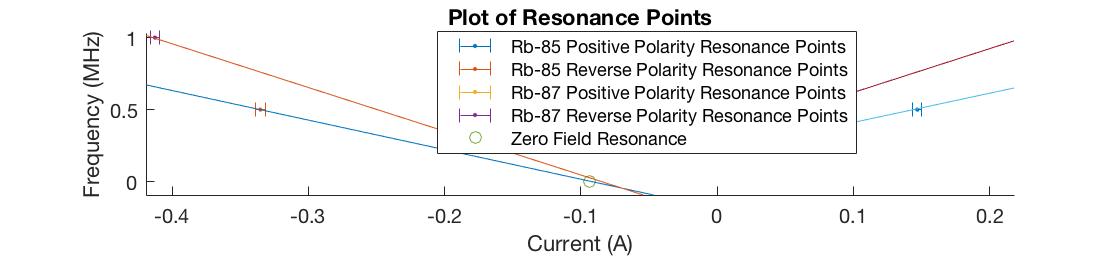 Plot of Resonance Points
Frequency (MHz)
1
0.5
0
Rb-85 Positive Polarity Resonance Points
Rb-85 Reverse Polarity Resonance Points
Rb-87 Positive Polarity Resonance Points
Rb-87 Reverse Polarity Resonance Points
Zero Field Resonance
-0.4 -0.3 -0.2 -0.1 0 0.1 0.2
Current (A)